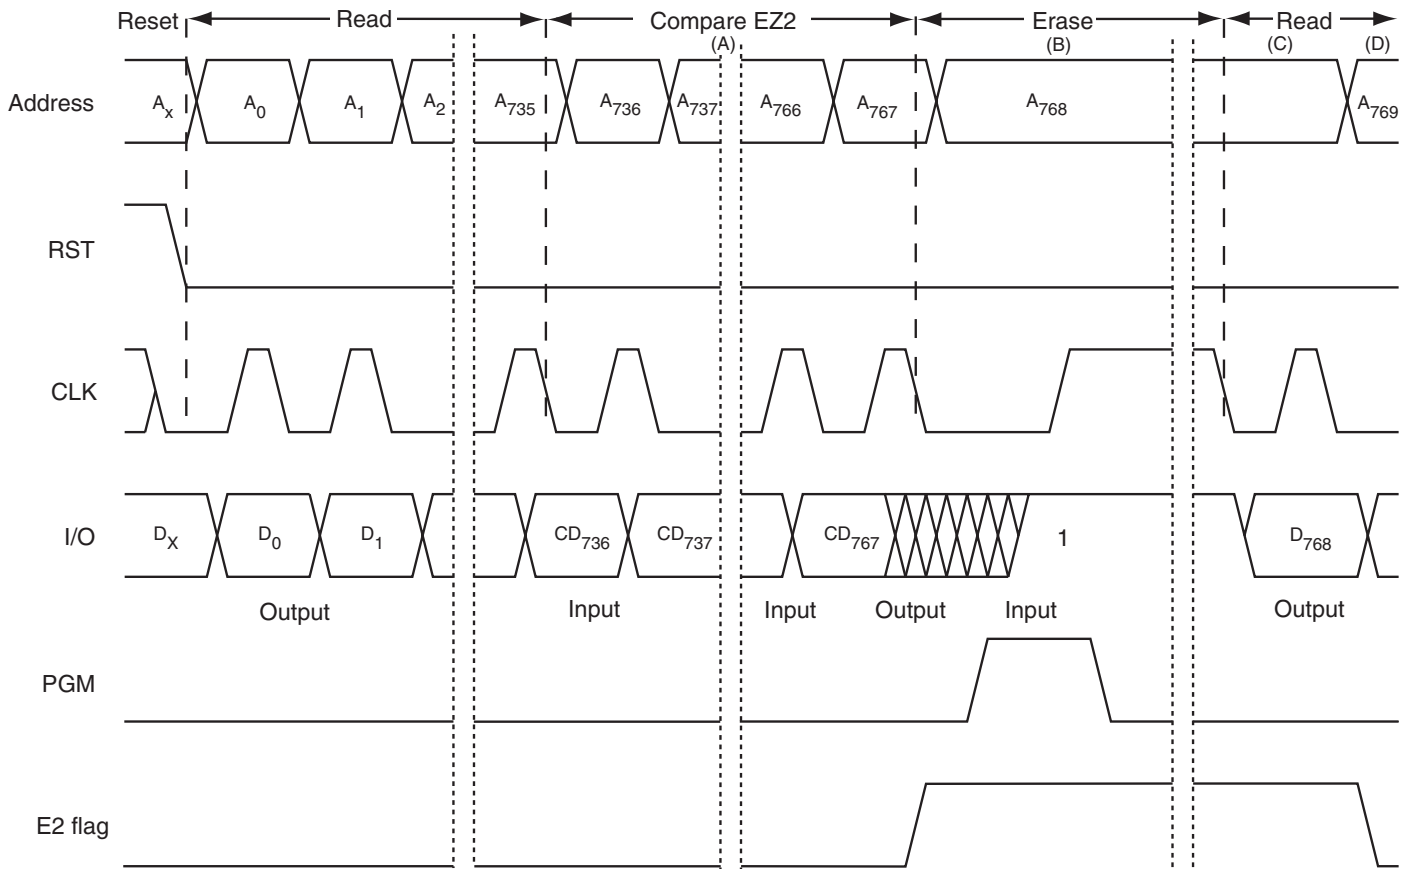 Reset Read Compare EZ2 Erase Read
(A) (B) (C) (D)
Address Ax A0 A1 A2 A735 A736 A737 A766 A767 A768 A769
RST
CLK
I/O DX D0 D1 CD736 CD737 CD767 1 D768
Output Input Input Output Input Output
PGM
E2 flag